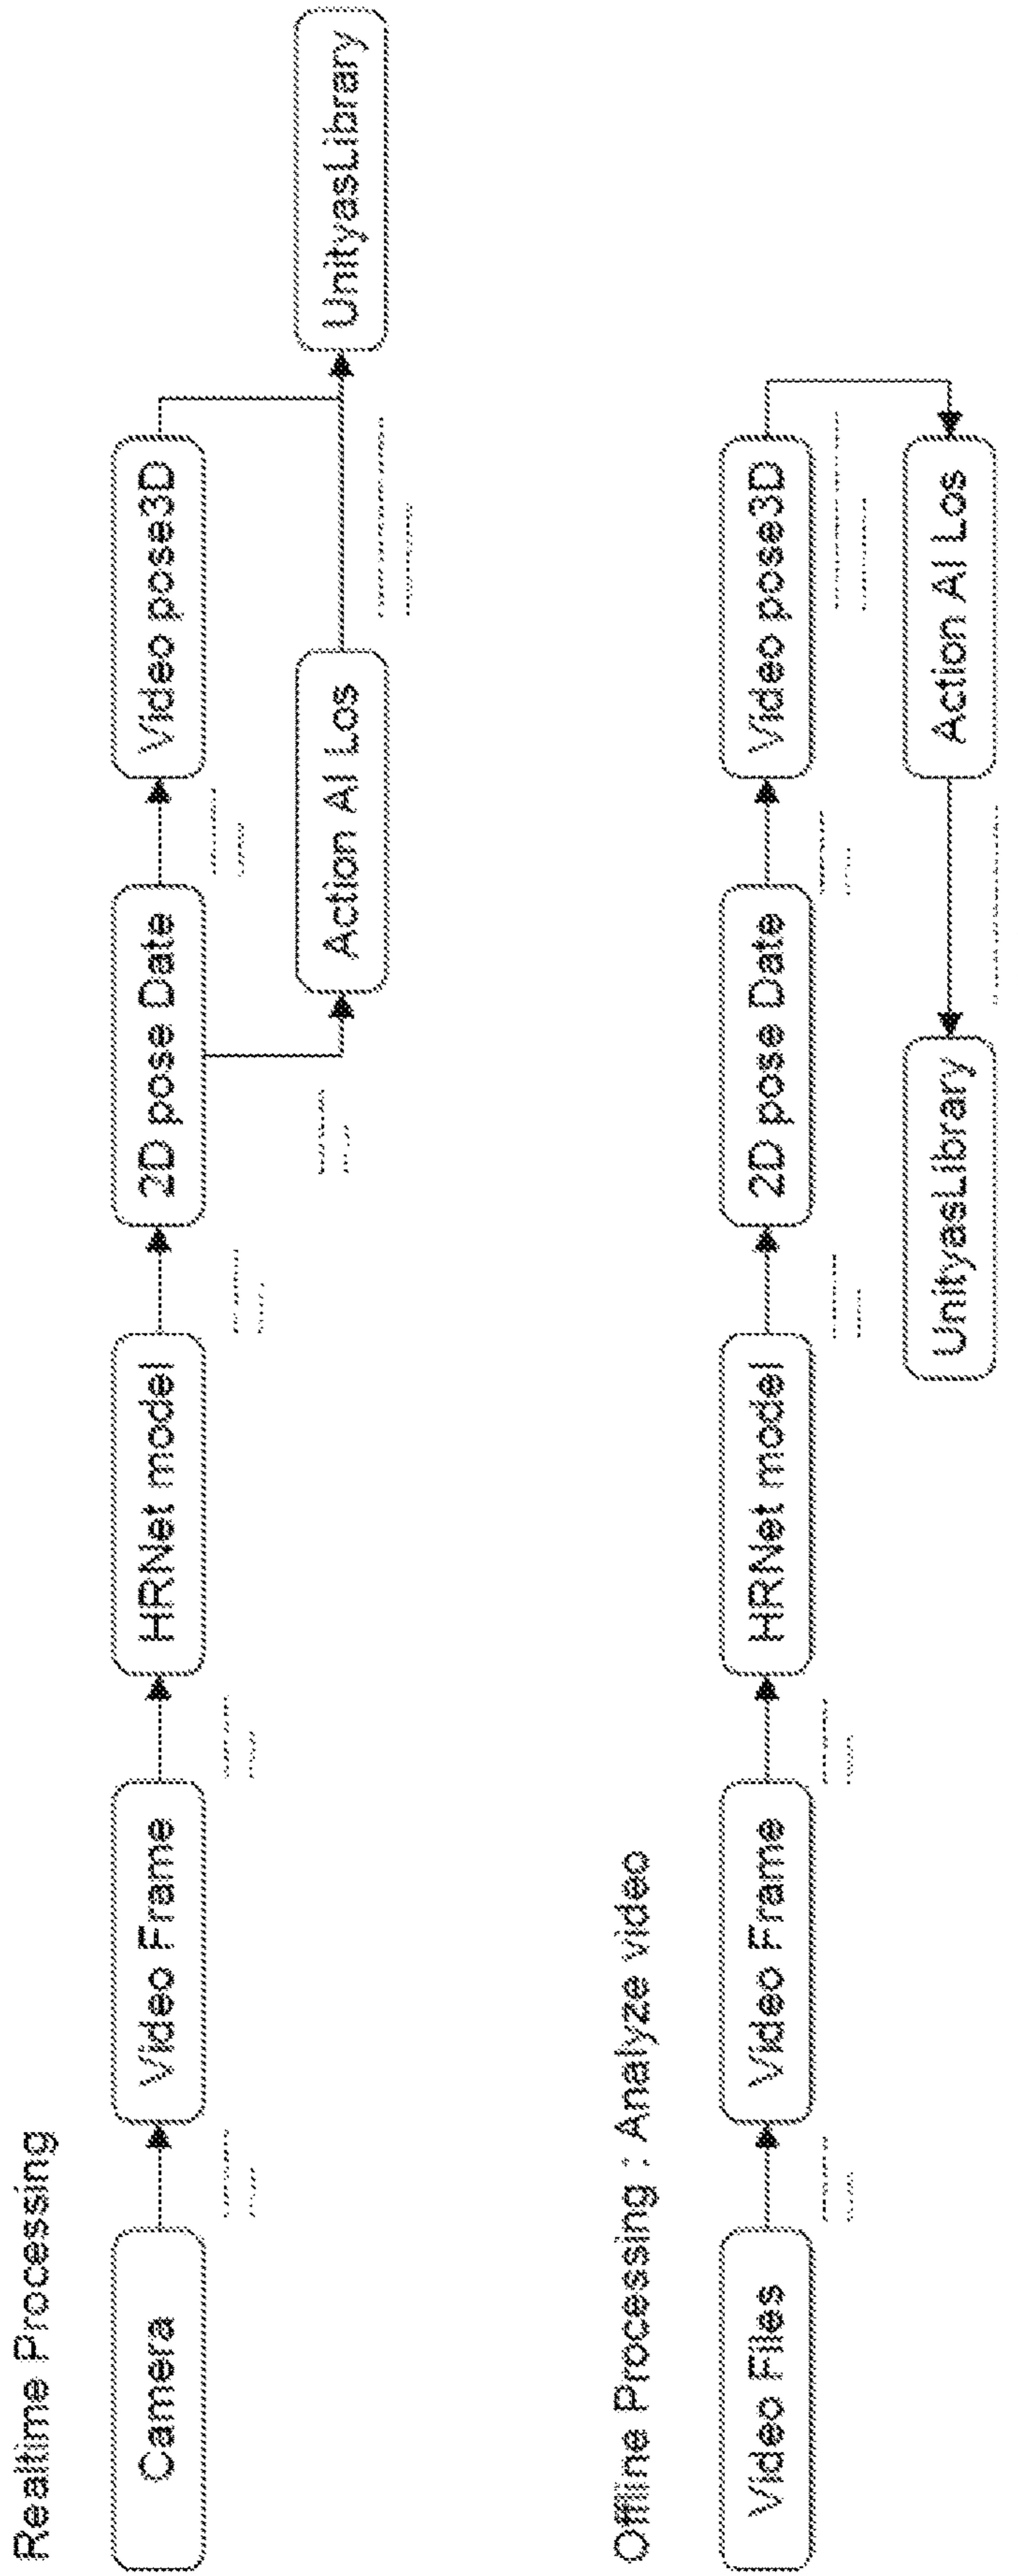 Realtime Processing
Camera
Video Frame
HRNet model
2D pose Date
Video pose3D
Action AI Los
UnityasLibrary
Offline Processing : Analyze video
Video Files
Video Frame
HRNet model
2D pose Date
Video pose3D
Action AI Los
UnityasLibrary